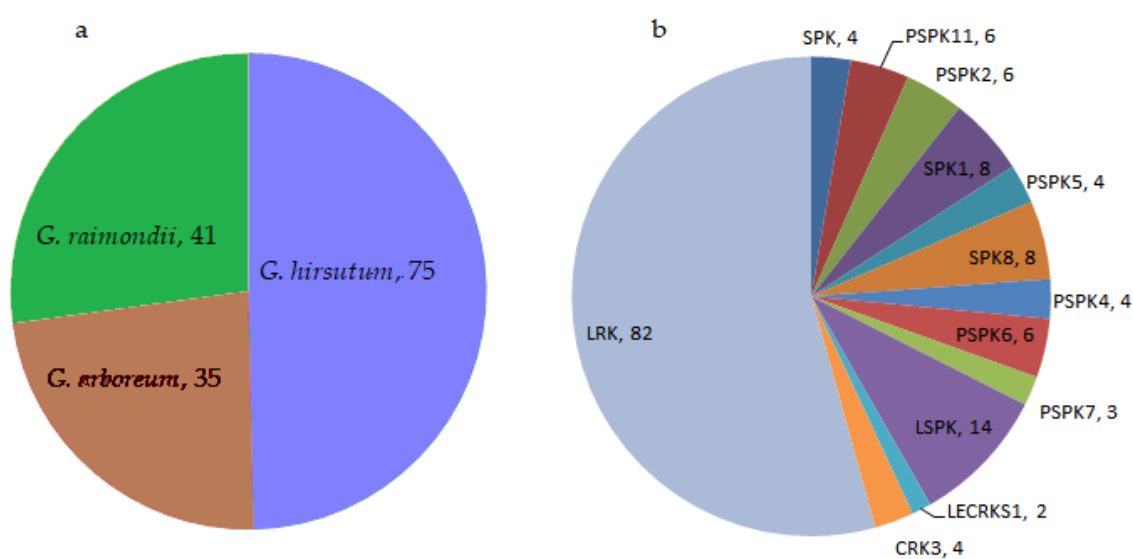 a
G. raimondii, 41
G. hirsutum, 75
G. arboreum, 35
b
SPK, 4
PSPK11, 6
PSPK2, 6
SPK1, 8
PSPK5, 4
SPK8, 8
PSPK4, 4
PSPK6, 6
PSPK7, 3
LSPK, 14
LECRKS1, 2
CRK3, 4
LRK, 82